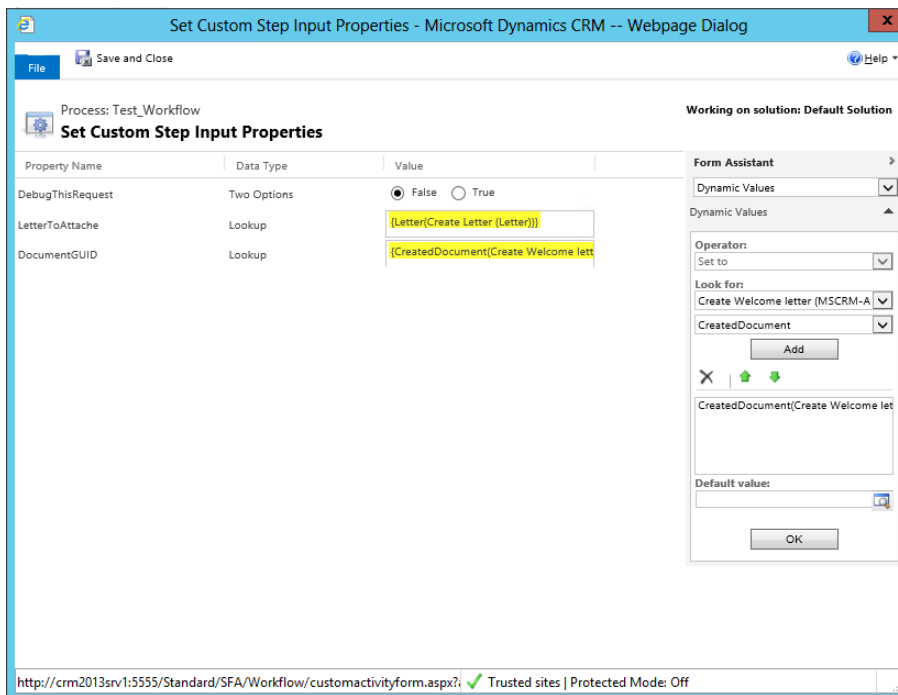 Set Custom Step Input Properties - Microsoft Dynamics CRM -- Webpage Dialog
x
File
Save and Close
Help
Process: Test_Workflow
Set Custom Step Input Properties
Working on solution: Default Solution
Property Name Data Type Value
DebugThisRequest Two Options False True
LetterToAttache Lookup {Letter(Create Letter (Letter))}
DocumentGUID Lookup {CreatedDocument(Create Welcome lett
Form Assistant
Dynamic Values
Dynamic Values
Operator:
Set to
Look for:
Create Welcome letter (MSCRM-A
CreatedDocument
Add
CreatedDocument(Create Welcome let
Default value:
OK
http://crm2013srv1:5555/Standard/SFA/Workflow/customactivityform.aspx? Trusted sites | Protected Mode: Off